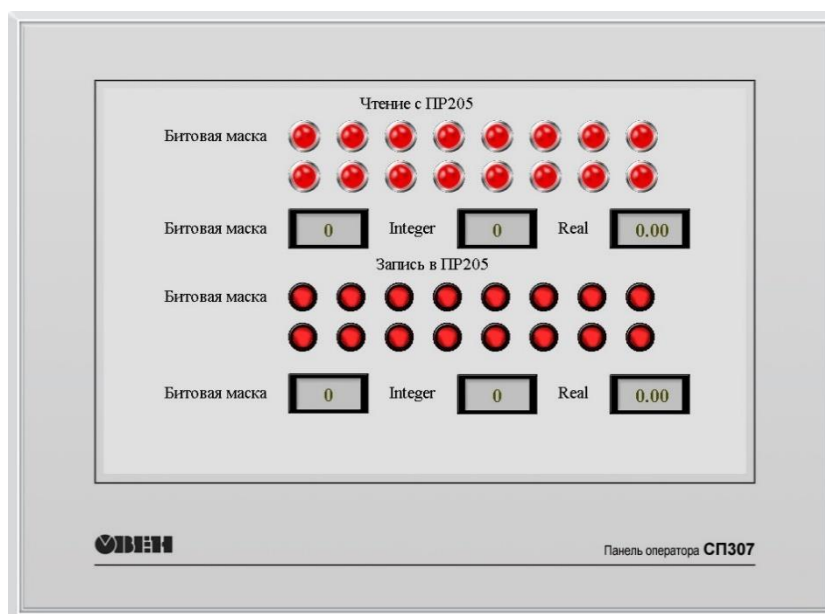 Чтение с ПР205
Битовая маска
Битовая маска 0 Integer 0 Real 0.00
Запись в ПР205
Битовая маска
Битовая маска 0 Integer 0 Real 0.00
ОВЕН
Панель оператора СП307